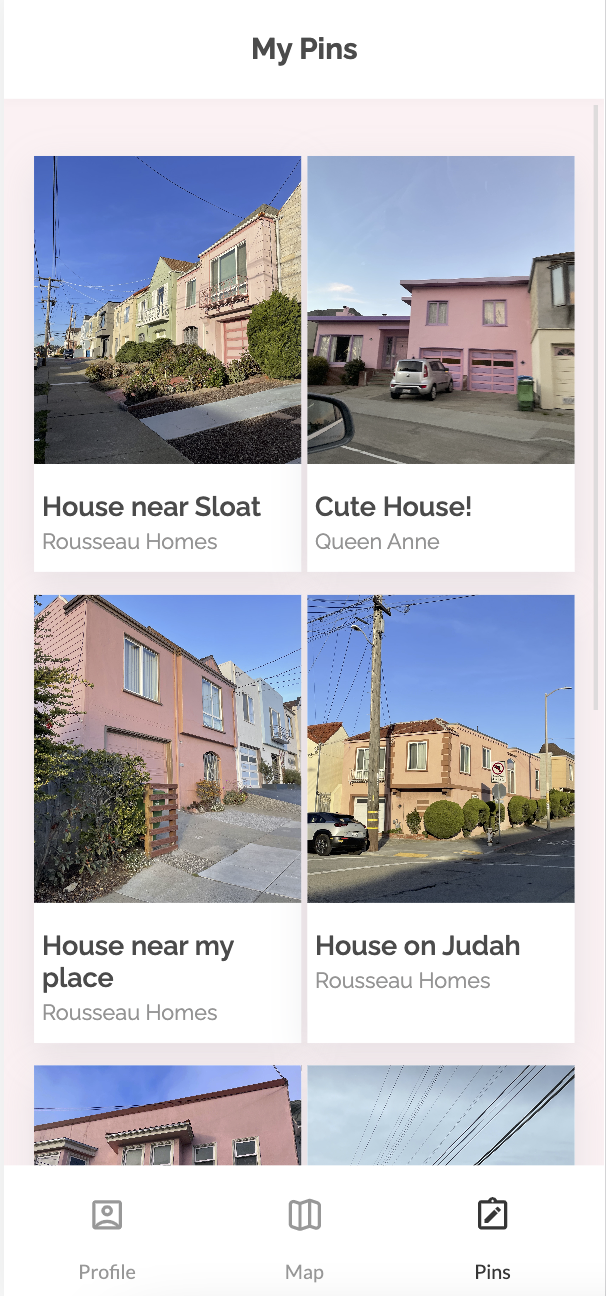 My Pins
House near Sloat
Rousseau Homes
Cute House!
Queen Anne
House near my
place
Rousseau Homes
House on Judah
Rousseau Homes
Profile
Map
Pins